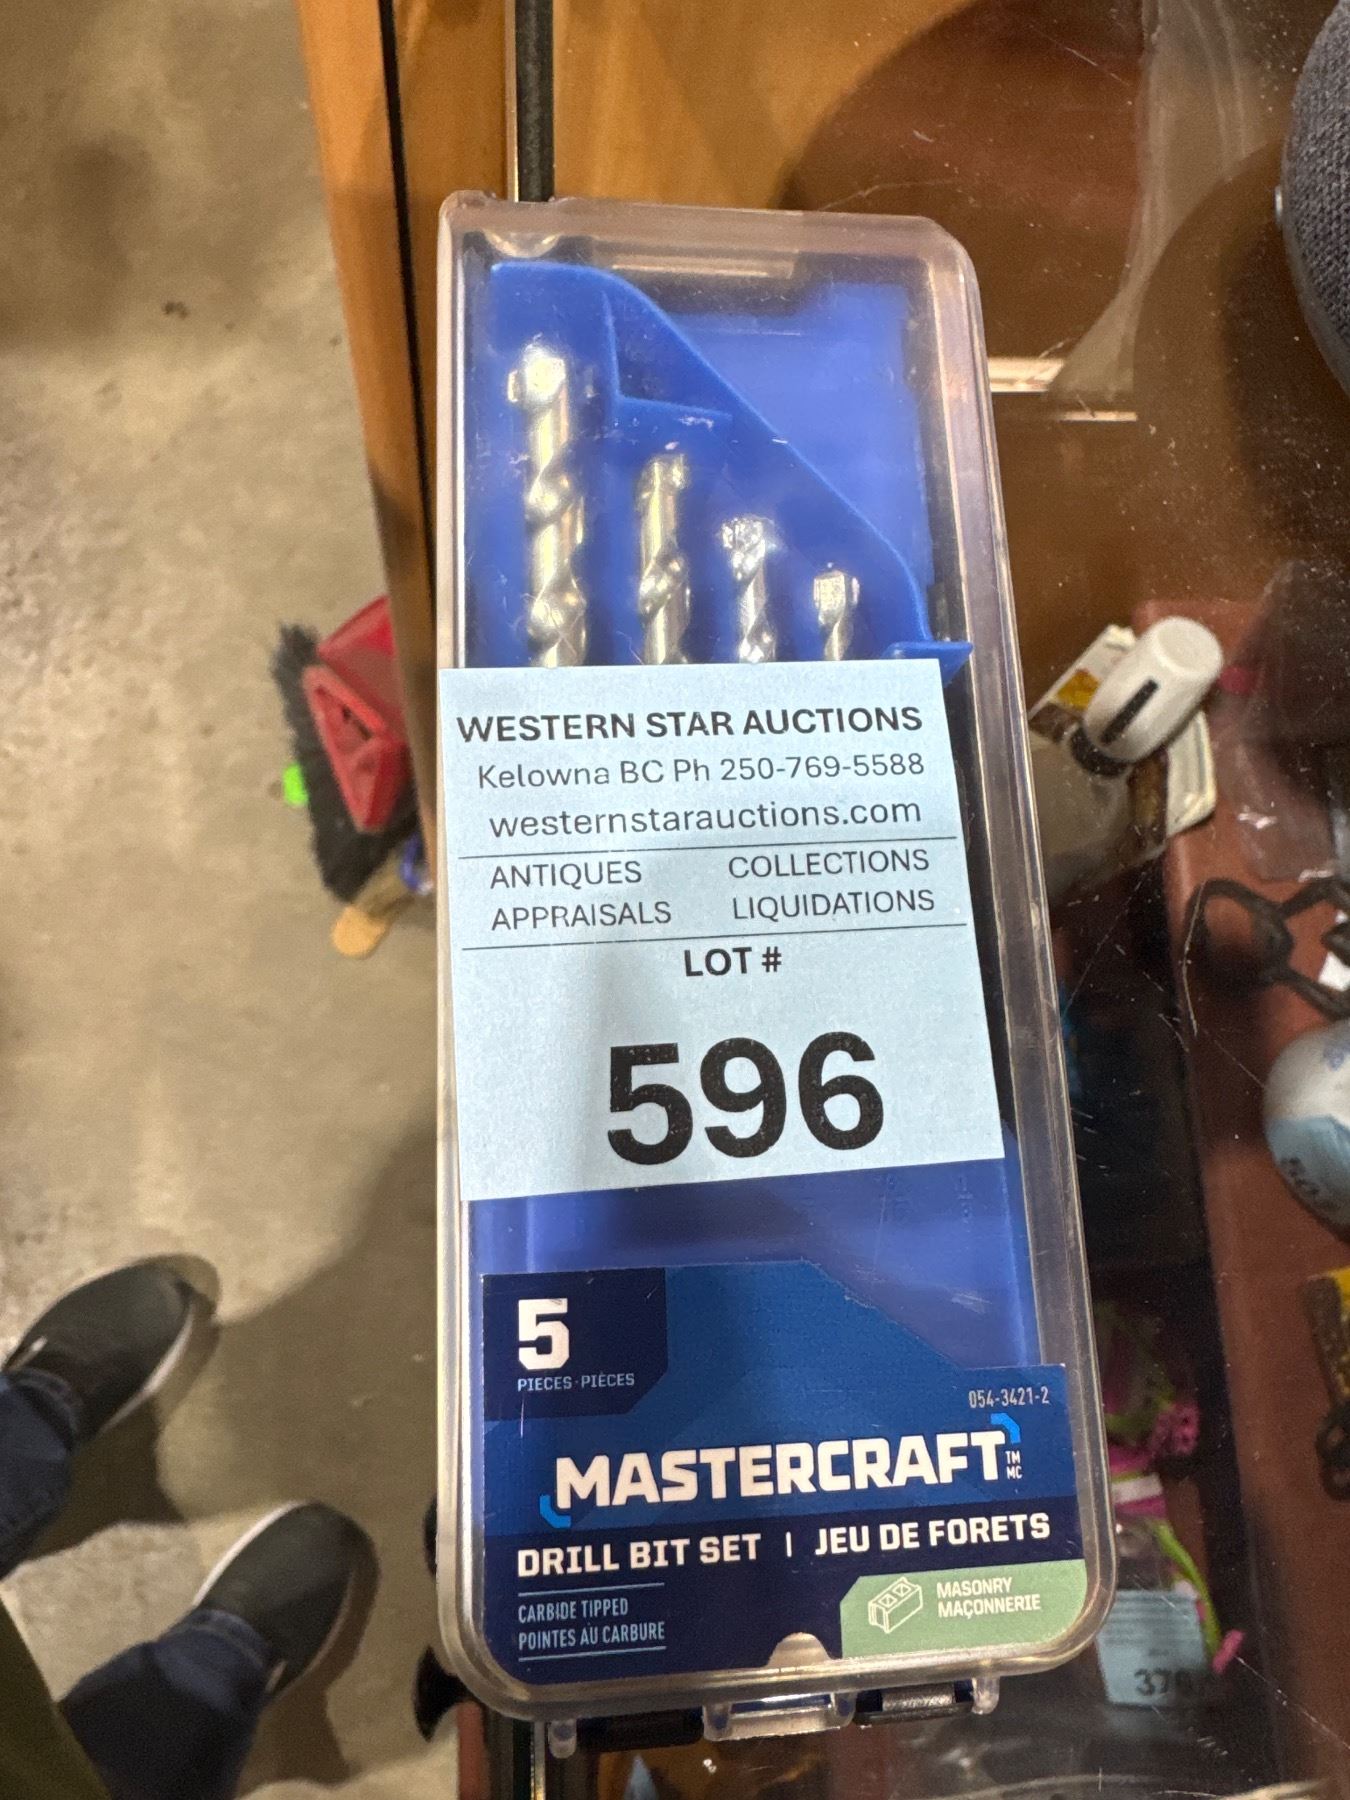 WESTERN STAR AUCTIONS
Kelowna BC Ph 250-769-5588
westernstarauctions.com
ANTIQUES COLLECTIONS
APPRAISALS LIQUIDATIONS
LOT #
596
5
PIECES · PIÈCES
054-3421-2
MASTERCRAFT TM MC
DRILL BIT SET | JEU DE FORETS
CARBIDE TIPPED
POINTES AU CARBURE
MASONRY
MAÇONNERIE